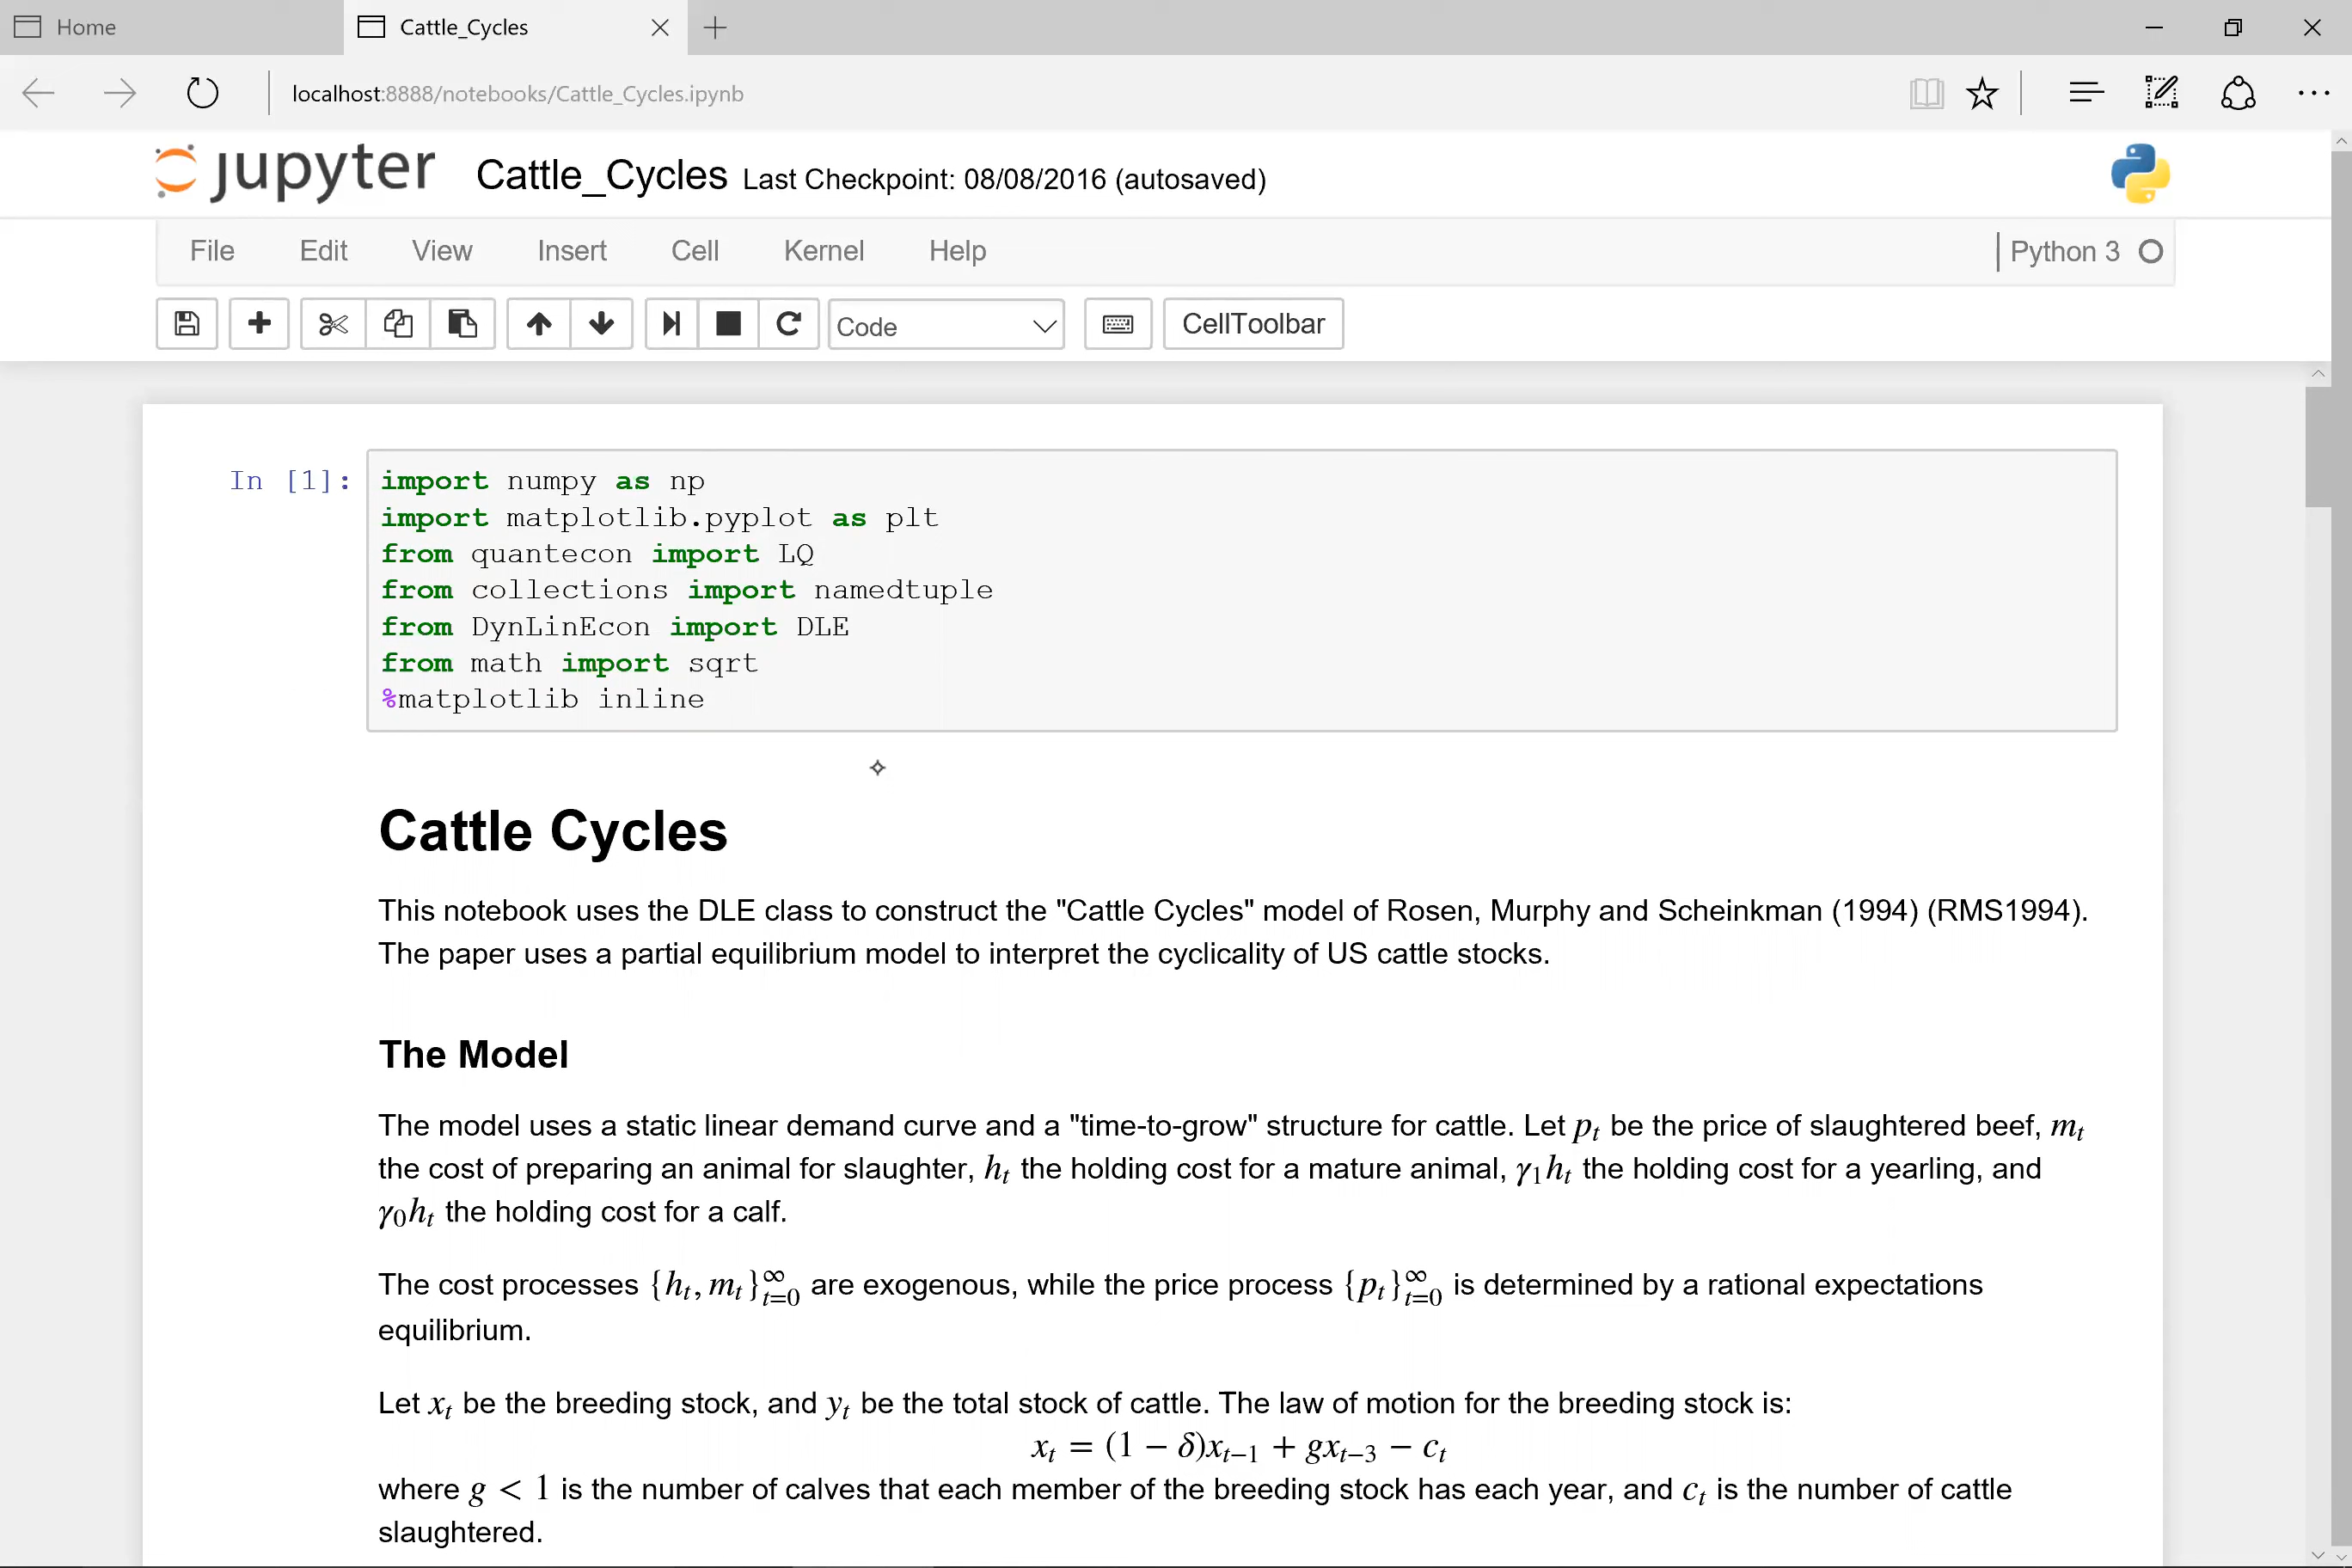 Home
Cattle_Cycles
localhost:8888/notebooks/Cattle_Cycles.ipynb
jupyter Cattle_Cycles Last Checkpoint: 08/08/2016 (autosaved)
File Edit View Insert Cell Kernel Help Python 3
Code CellToolbar
In [1]:
import numpy as np
import matplotlib.pyplot as plt
from quantecon import LQ
from collections import namedtuple
from DynLinEcon import DLE
from math import sqrt
%matplotlib inline
Cattle Cycles
This notebook uses the DLE class to construct the "Cattle Cycles" model of Rosen, Murphy and Scheinkman (1994) (RMS1994).
The paper uses a partial equilibrium model to interpret the cyclicality of US cattle stocks.
The Model
The model uses a static linear demand curve and a "time-to-grow" structure for cattle. Let p_t be the price of slaughtered beef, m_t
the cost of preparing an animal for slaughter, h_t the holding cost for a mature animal, γ_1 h_t the holding cost for a yearling, and
γ_0 h_t the holding cost for a calf.
The cost processes {h_t, m_t}_{t=0}^∞ are exogenous, while the price process {p_t}_{t=0}^∞ is determined by a rational expectations
equilibrium.
Let x_t be the breeding stock, and y_t be the total stock of cattle. The law of motion for the breeding stock is:
x_t = (1 − δ)x_{t−1} + gx_{t−3} − c_t
where g < 1 is the number of calves that each member of the breeding stock has each year, and c_t is the number of cattle
slaughtered.